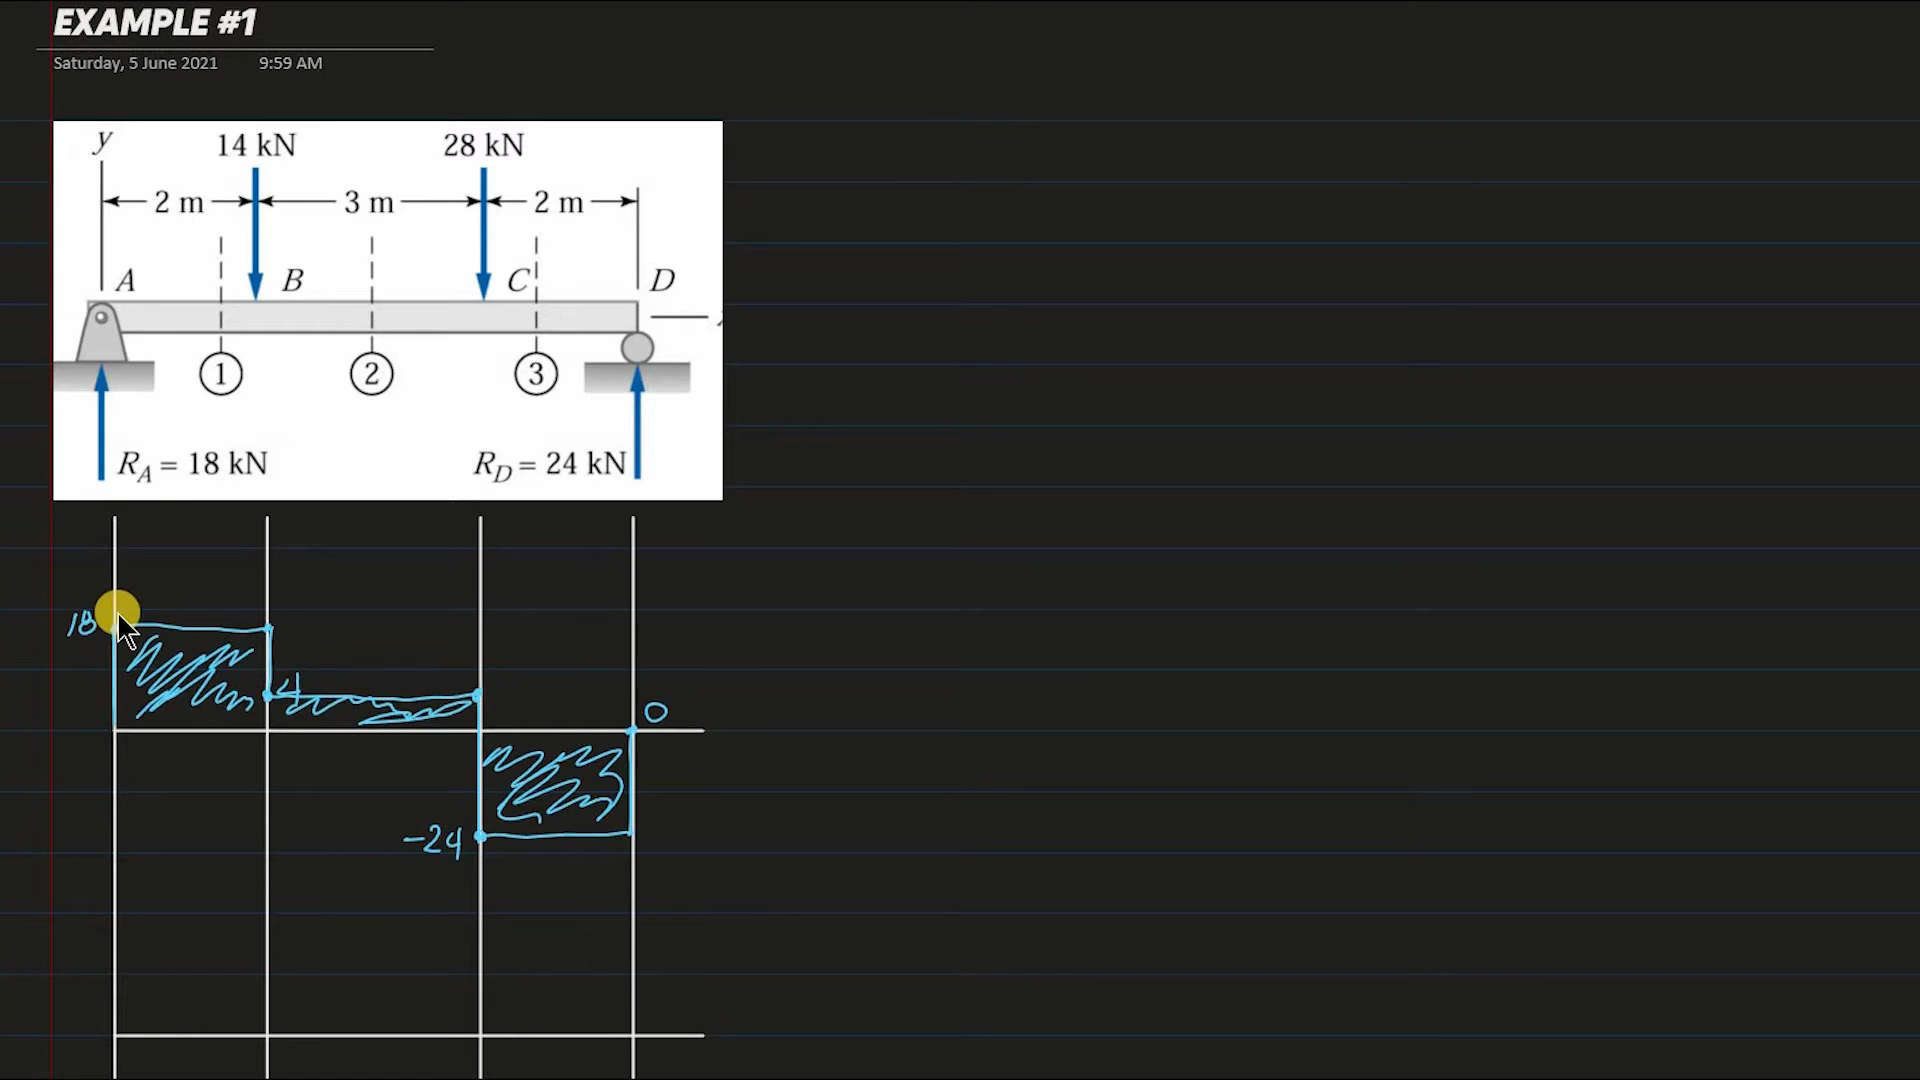 EXAMPLE #1
Saturday, 5 June 2021 9:59 AM
y 14 kN 28 kN
2 m 3 m 2 m
A B C D
1 2 3
R_A = 18 kN R_D = 24 kN
18
4
0
-24